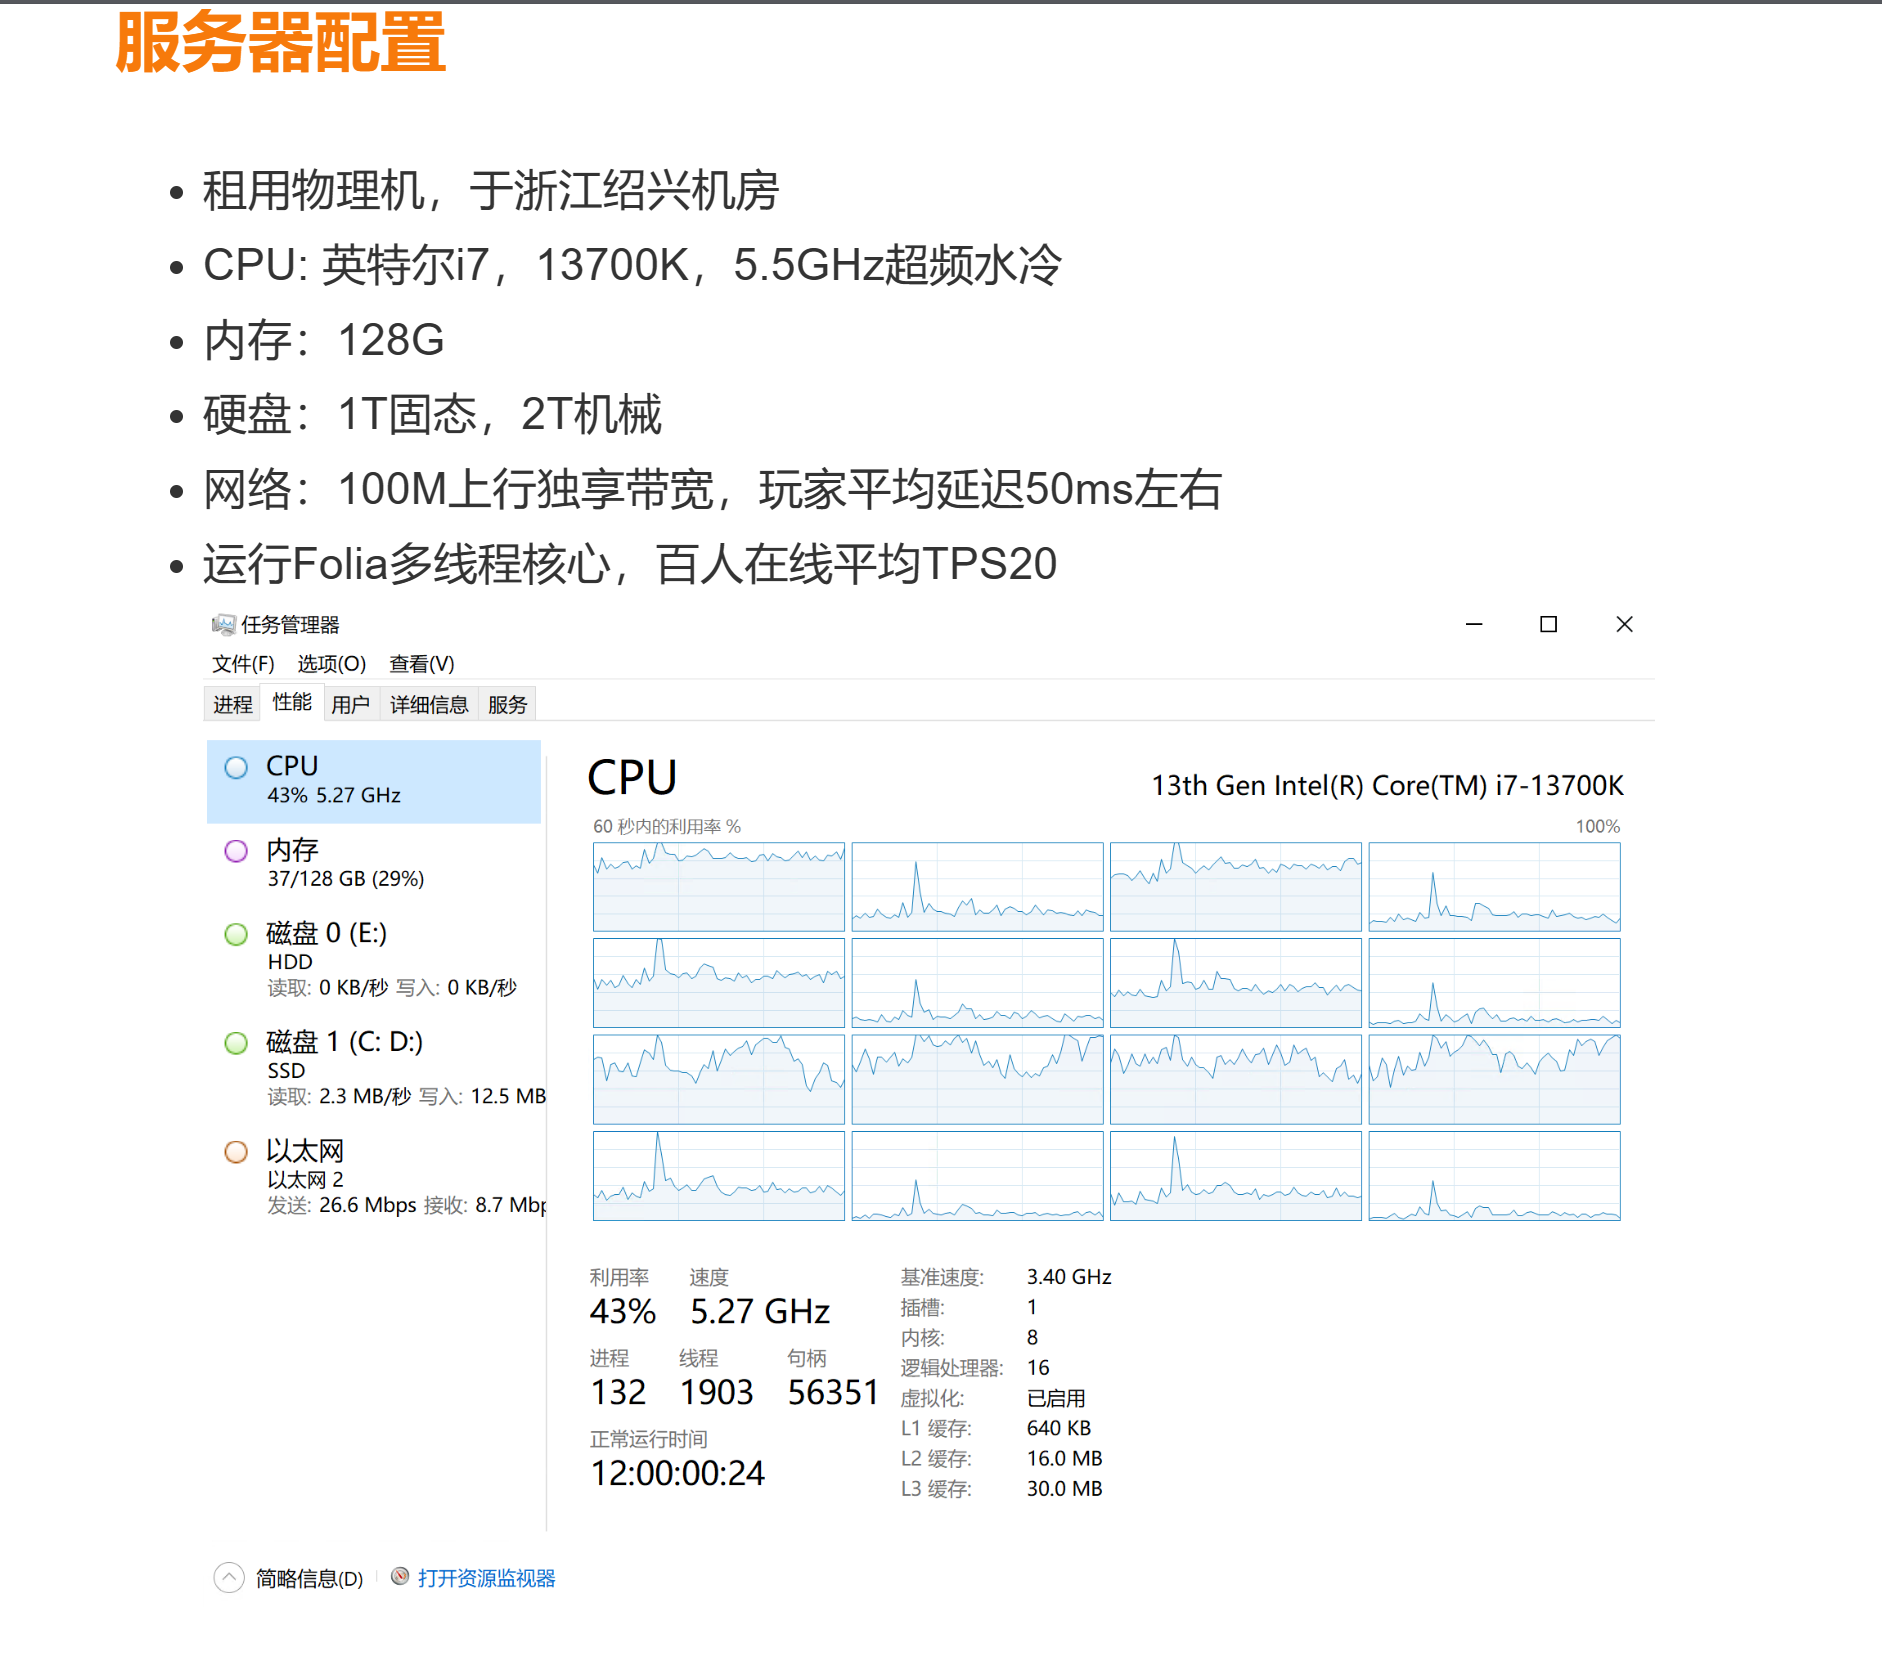 服务器配置
租用物理机，于浙江绍兴机房
CPU: 英特尔i7，13700K，5.5GHz超频水冷
内存：128G
硬盘：1T固态，2T机械
网络：100M上行独享带宽，玩家平均延迟50ms左右
运行Folia多线程核心，百人在线平均TPS20
任务管理器
文件(F) 选项(O) 查看(V)
进程 性能 用户 详细信息 服务
CPU
43% 5.27 GHz
内存
37/128 GB (29%)
磁盘 0 (E:)
HDD
读取: 0 KB/秒 写入: 0 KB/秒
磁盘 1 (C: D:)
SSD
读取: 2.3 MB/秒 写入: 12.5 MB
以太网
以太网 2
发送: 26.6 Mbps 接收: 8.7 Mbp
CPU
13th Gen Intel(R) Core(TM) i7-13700K
60 秒内的利用率 %
100%
利用率 速度
43% 5.27 GHz
进程 线程 句柄
132 1903 56351
正常运行时间
12:00:00:24
基准速度: 3.40 GHz
插槽: 1
内核: 8
逻辑处理器: 16
虚拟化: 已启用
L1 缓存: 640 KB
L2 缓存: 16.0 MB
L3 缓存: 30.0 MB
简略信息(D) 打开资源监视器